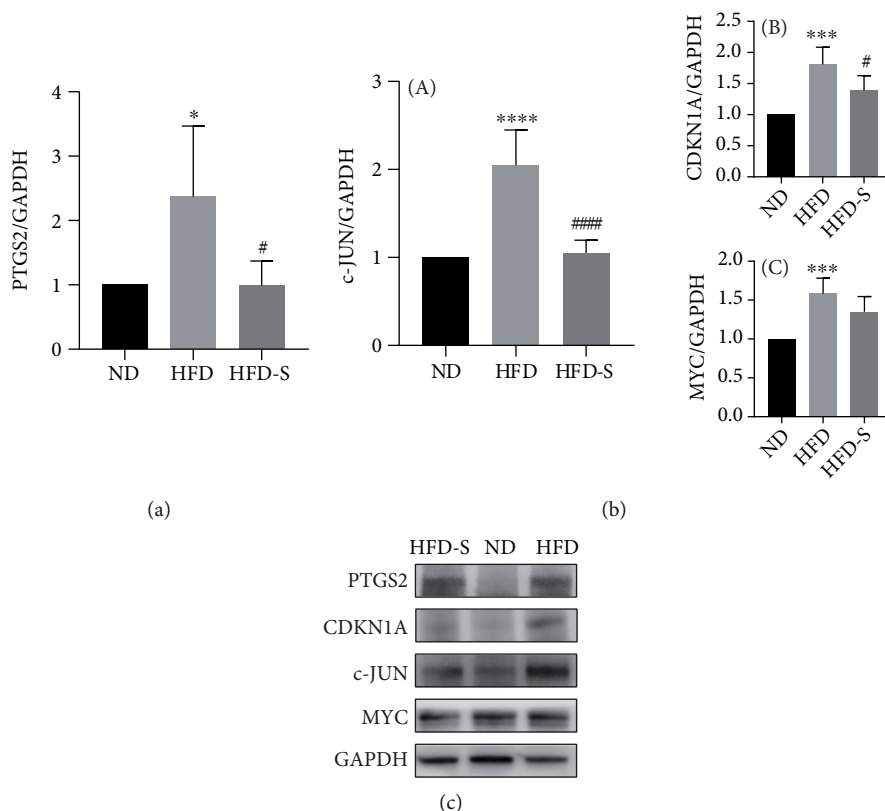 PTGS2/GAPDH
4
3
2
1
0
*
#
ND HFD HFD-S
(a)
(A)
c-JUN/GAPDH
3
2
1
0
****
####
ND HFD HFD-S
(B)
CDKN1A/GAPDH
2.5
2.0
1.5
1.0
0.5
0.0
***
#
ND HFD HFD-S
(C)
MYC/GAPDH
2.0
1.5
1.0
0.5
0.0
***
ND HFD HFD-S
(b)
HFD-S ND HFD
PTGS2
CDKN1A
c-JUN
MYC
GAPDH
(c)